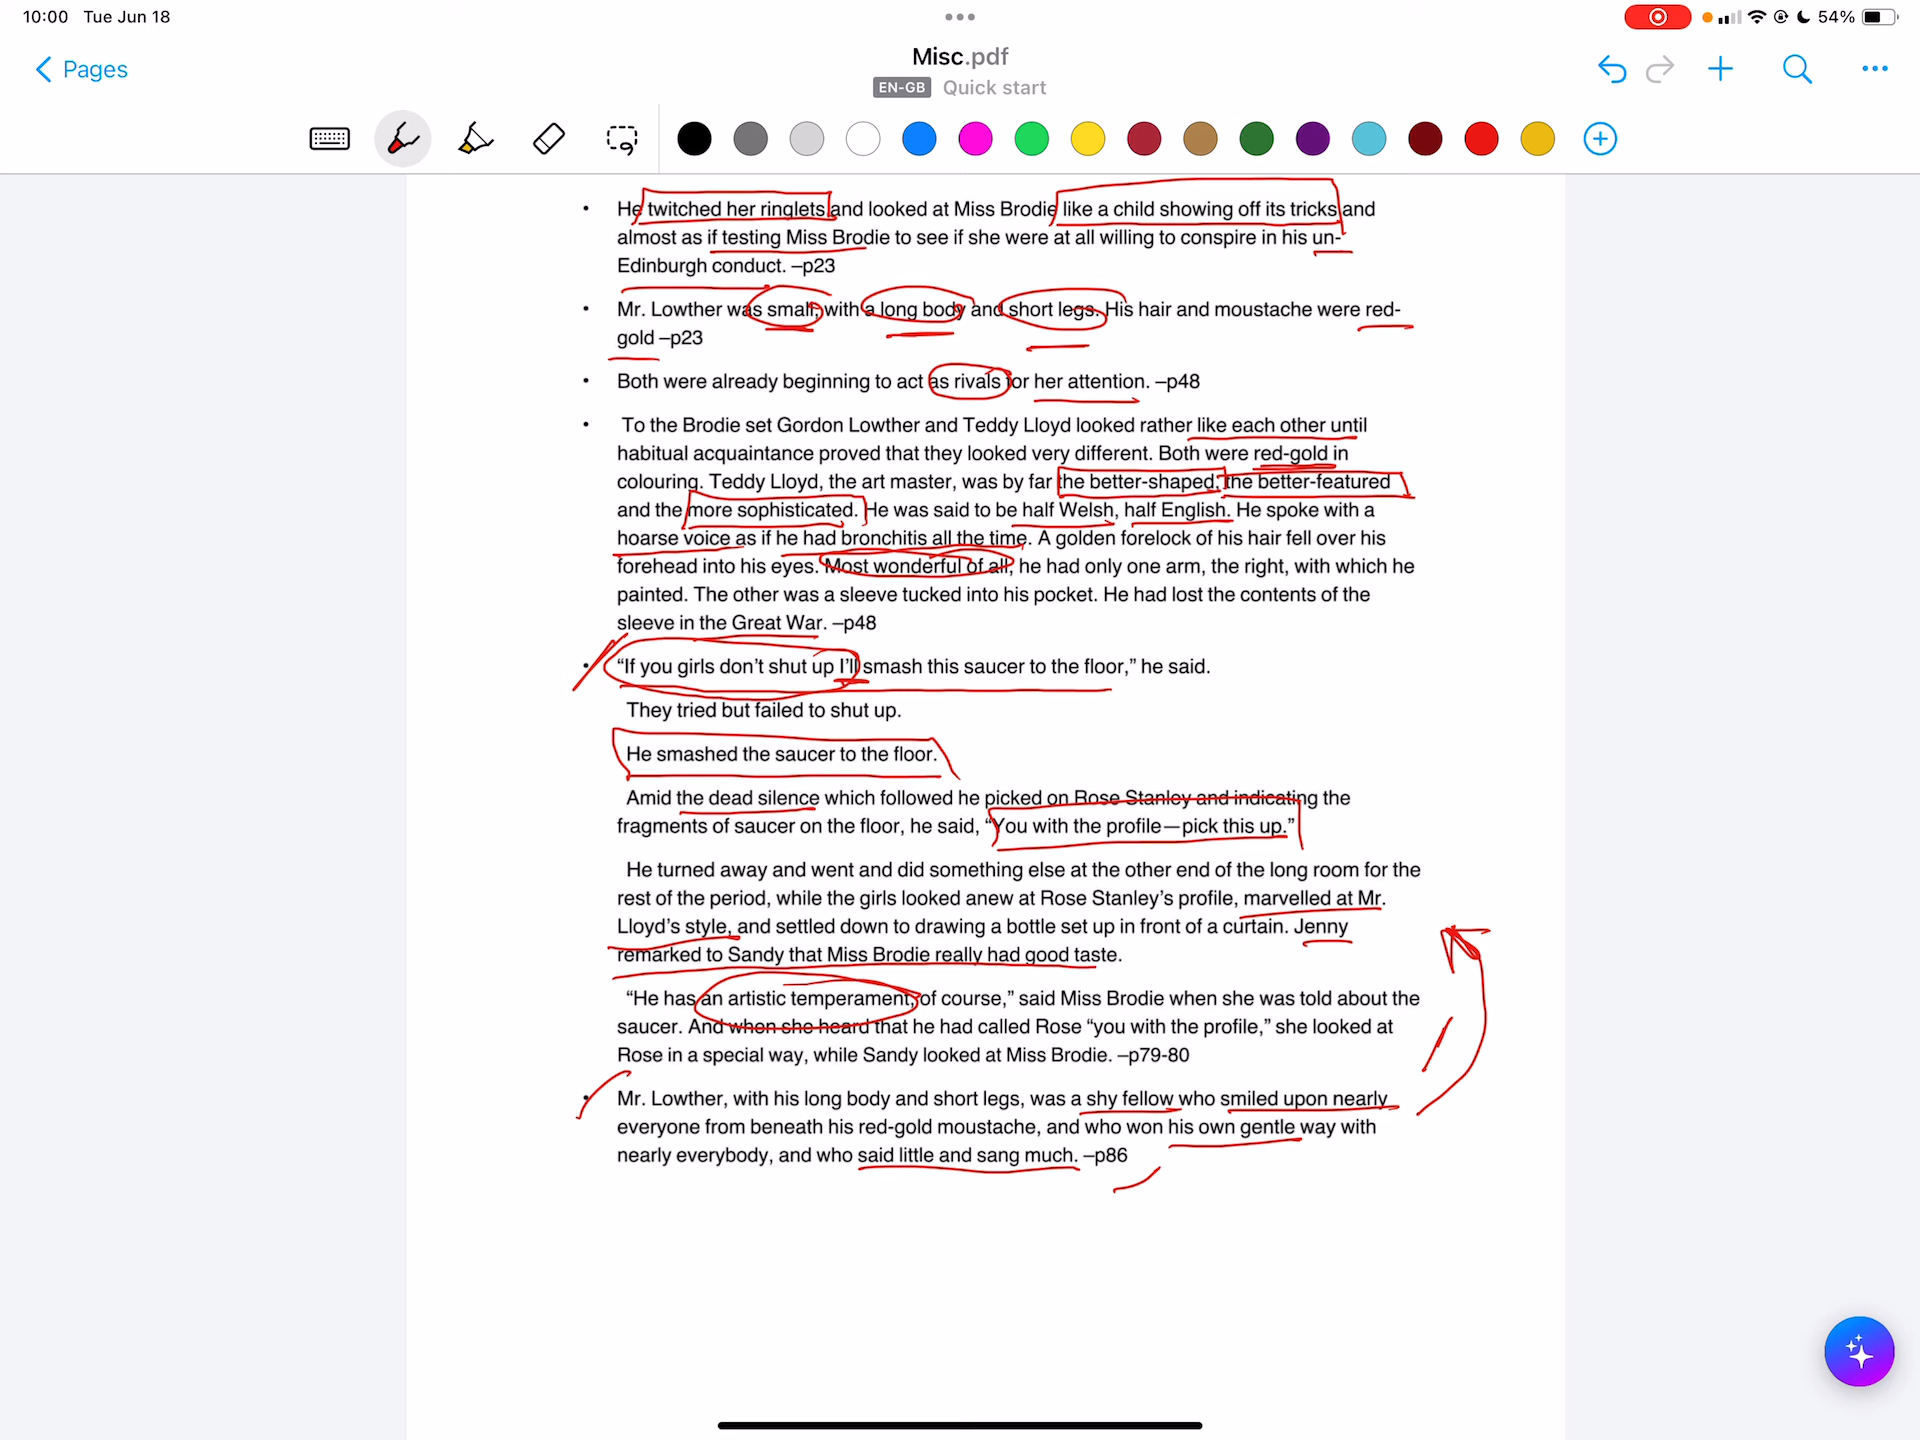 10:00 Tue Jun 18
54%
Pages
Misc.pdf
EN-GB Quick start
• He twitched her ringlets and looked at Miss Brodie like a child showing off its tricks and
almost as if testing Miss Brodie to see if she were at all willing to conspire in his un-
Edinburgh conduct. –p23
• Mr. Lowther was small, with a long body and short legs. His hair and moustache were red-
gold –p23
• Both were already beginning to act as rivals for her attention. –p48
• To the Brodie set Gordon Lowther and Teddy Lloyd looked rather like each other until
habitual acquaintance proved that they looked very different. Both were red-gold in
colouring. Teddy Lloyd, the art master, was by far the better-shaped, the better-featured
and the more sophisticated. He was said to be half Welsh, half English. He spoke with a
hoarse voice as if he had bronchitis all the time. A golden forelock of his hair fell over his
forehead into his eyes. Most wonderful of all, he had only one arm, the right, with which he
painted. The other was a sleeve tucked into his pocket. He had lost the contents of the
sleeve in the Great War. –p48
• “If you girls don’t shut up I’ll smash this saucer to the floor,” he said.
They tried but failed to shut up.
He smashed the saucer to the floor.
Amid the dead silence which followed he picked on Rose Stanley and indicating the
fragments of saucer on the floor, he said, “You with the profile—pick this up.”
He turned away and went and did something else at the other end of the long room for the
rest of the period, while the girls looked anew at Rose Stanley’s profile, marvelled at Mr.
Lloyd’s style, and settled down to drawing a bottle set up in front of a curtain. Jenny
remarked to Sandy that Miss Brodie really had good taste.
“He has an artistic temperament, of course,” said Miss Brodie when she was told about the
saucer. And when she heard that he had called Rose “you with the profile,” she looked at
Rose in a special way, while Sandy looked at Miss Brodie. –p79-80
• Mr. Lowther, with his long body and short legs, was a shy fellow who smiled upon nearly
everyone from beneath his red-gold moustache, and who won his own gentle way with
nearly everybody, and who said little and sang much. –p86